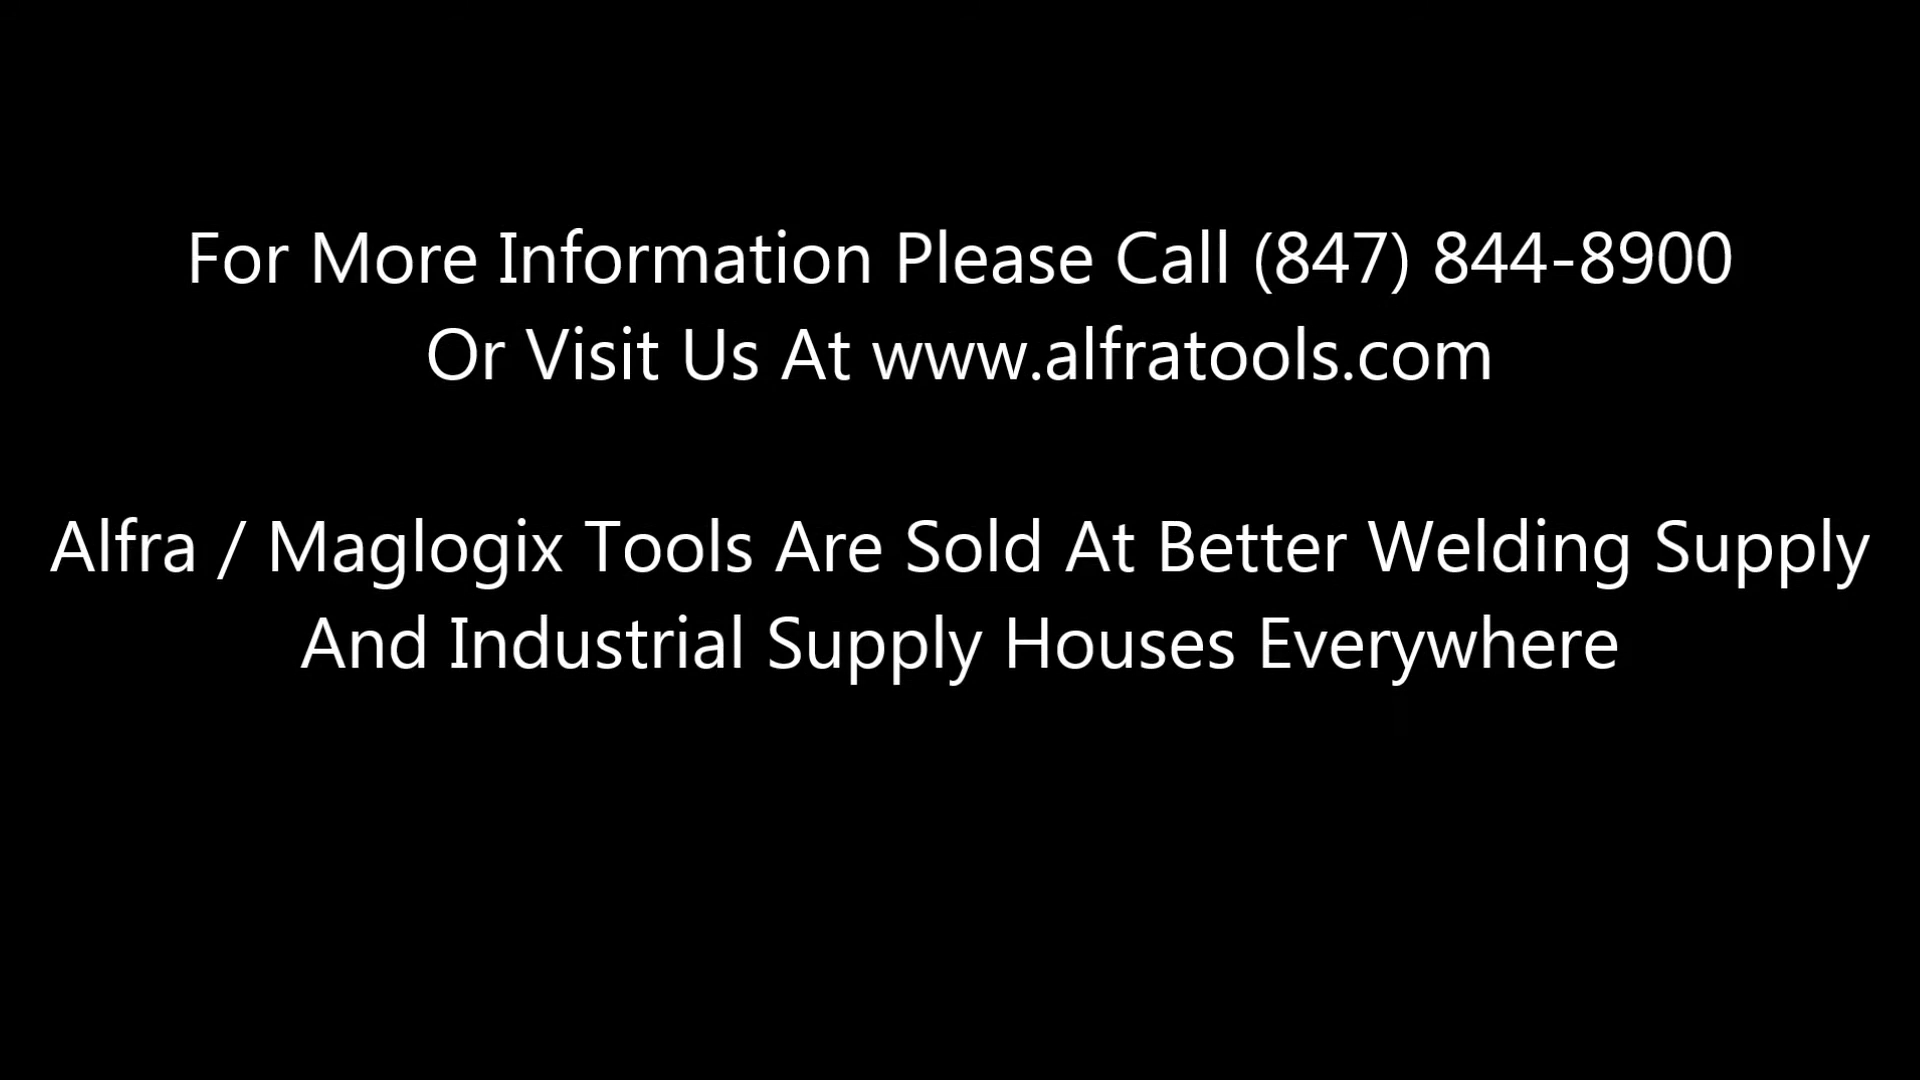 For More Information Please Call (847) 844-8900
Or Visit Us At www.alfratools.com
Alfra / Maglogix Tools Are Sold At Better Welding Supply
And Industrial Supply Houses Everywhere